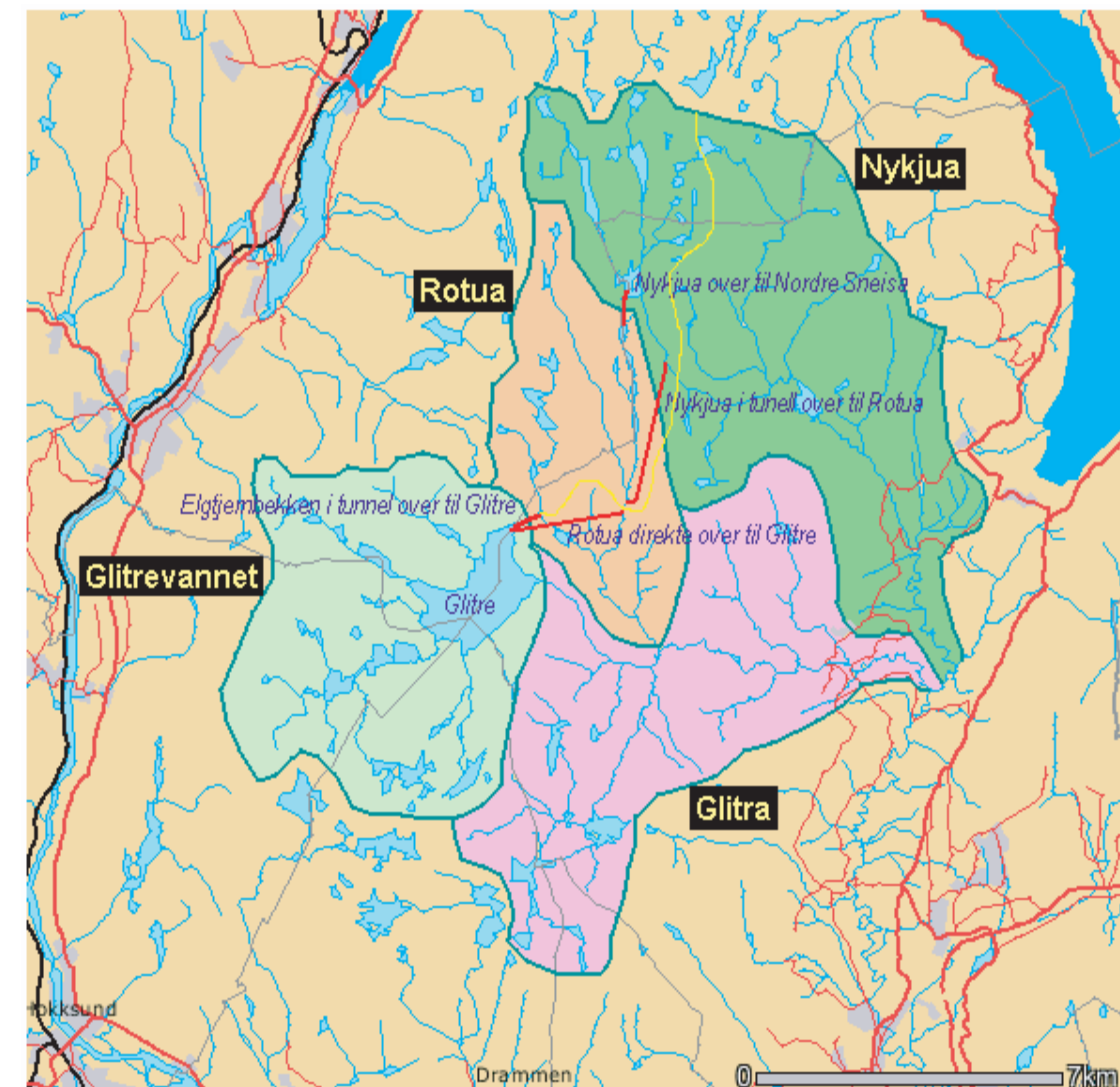 Nykjua
Rotua
Nykjua over til Nordre Sneisa
Nykjua i tunell over til Rotua
Elgtjernbekken i tunnel over til Glitre
Rotua direkte over til Glitre
Glitrevannet
Glitre
Glitra
Hokksund
Drammen
0 7km